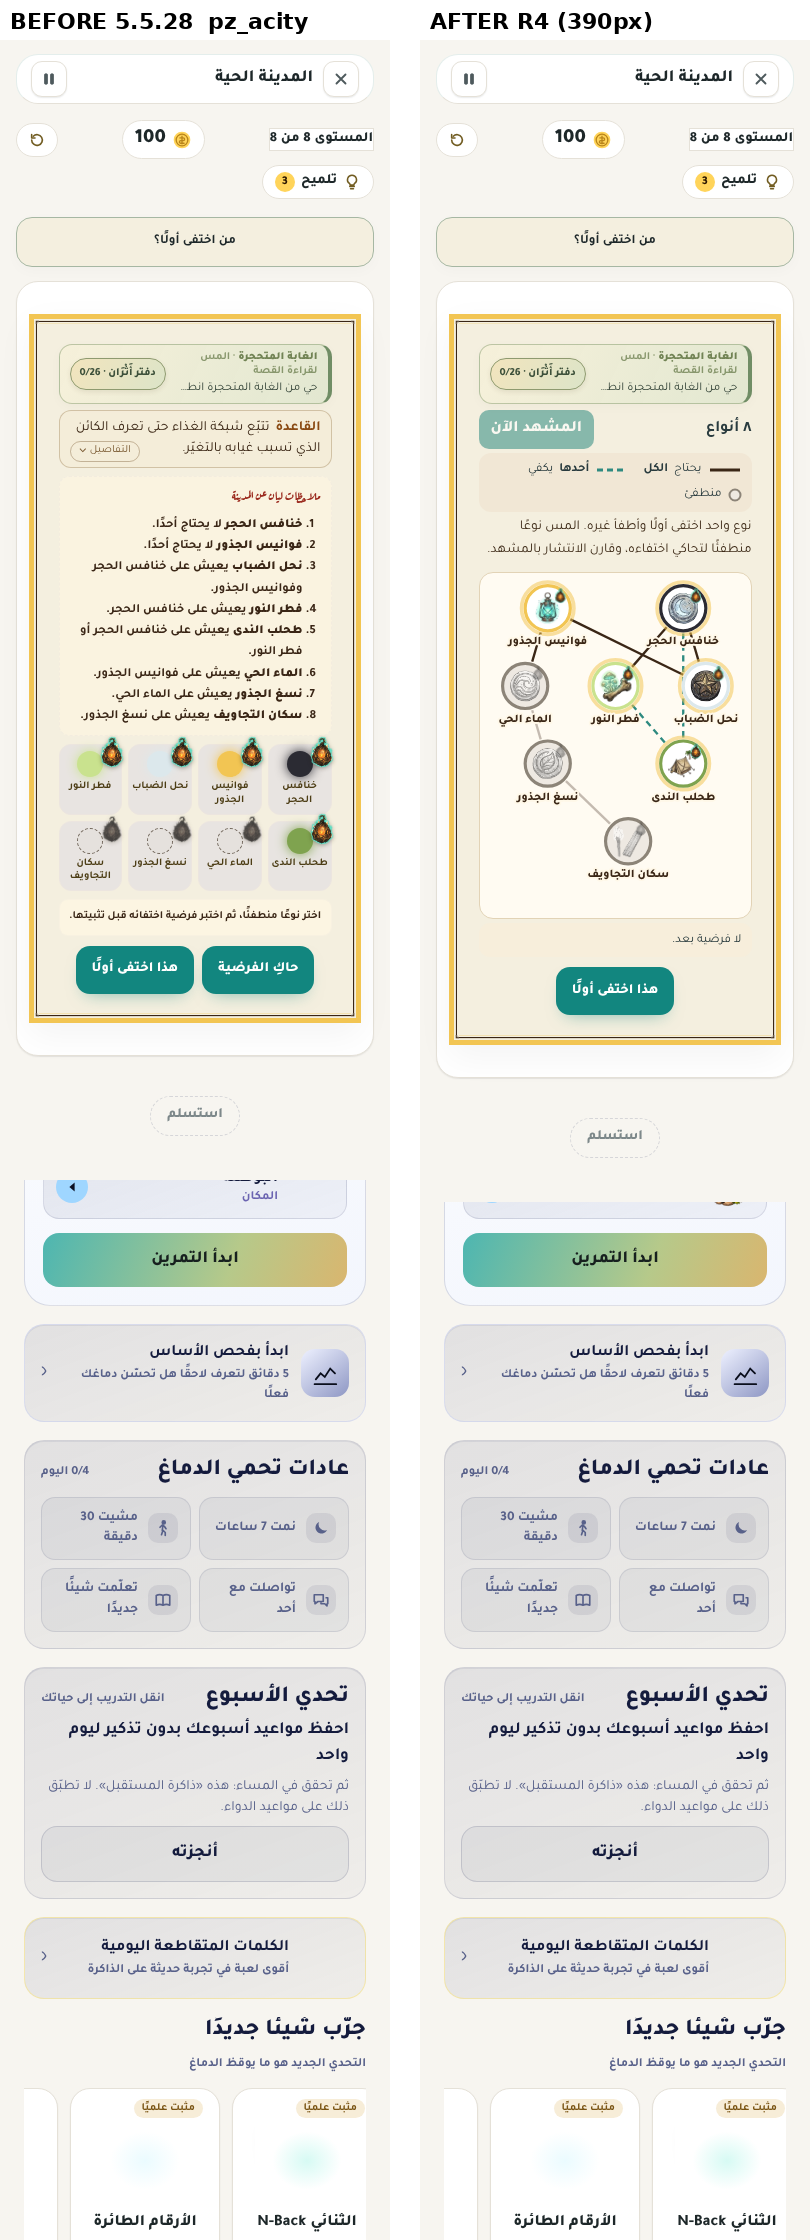 BEFORE 5.5.28 pz_acity
المدينة الحية
المستوى 8 من 8
100
تلميح 3
من اختفى أولًا؟
الغابة المتحجرة · المس
لقراءة القصة
حي من الغابة المتحجرة انط...
دفتر أَثْرَان · 0/26
القاعدة تتبّع شبكة الغذاء حتى تعرف الكائن
الذي تسبب غيابه بالتغيّر.
التفاصيل
ملاحظات ليان عن المدينة
1. خنافس الحجر لا يحتاج أحدًا.
2. فوانيس الجذور لا يحتاج أحدًا.
3. نحل الضباب يعيش على خنافس الحجر
وفوانيس الجذور.
4. فطر النور يعيش على خنافس الحجر.
5. طحلب الندى يعيش على خنافس الحجر أو
فطر النور.
6. الماء الحي يعيش على فوانيس الجذور.
7. نسغ الجذور يعيش على الماء الحي.
8. سكان التجاويف يعيش على نسغ الجذور.
خنافس
الحجر
فوانيس
الجذور
نحل الضباب
فطر النور
طحلب الندى
الماء الحي
نسغ الجذور
سكان
التجاويف
اختر نوعًا منطفئًا، ثم اختبر فرضية اختفائه قبل تثبيتها.
حاكِ الفرضية
هذا اختفى أولًا
استسلم
المكان
ابدأ التمرين
ابدأ بفحص الأساس
5 دقائق لتعرف لاحقًا هل تحسّن دماغك
فعلًا
عادات تحمي الدماغ
0/4 اليوم
نمت 7 ساعات
مشيت 30
دقيقة
تواصلت مع
أحد
تعلّمت شيئًا
جديدًا
تحدي الأسبوع
انقل التدريب إلى حياتك
احفظ مواعيد أسبوعك بدون تذكير ليوم
واحد
ثم تحقق في المساء: هذه «ذاكرة المستقبل». لا تطبّق
ذلك على مواعيد الدواء.
أنجزته
الكلمات المتقاطعة اليومية
أقوى لعبة في تجربة حديثة على الذاكرة
جرّب شيئا جديدًا
التحدي الجديد هو ما يوقظ الدماغ
مثبت علميًا
الثنائي N-Back
مثبت علميًا
الأرقام الطائرة
AFTER R4 (390px)
المدينة الحية
المستوى 8 من 8
100
تلميح 3
من اختفى أولًا؟
الغابة المتحجرة · المس
لقراءة القصة
حي من الغابة المتحجرة انط...
دفتر أَثْرَان · 0/26
٨ أنواع
المشهد الآن
يحتاج الكل
أحدها يكفي
منطفئ
نوع واحد اختفى أولًا وأطفأ غيره. المس نوعًا
منطفئًا لتحاكي اختفاءه، وقارن الانتشار بالمشهد.
خنافس الحجر
فوانيس الجذور
نحل الضباب
فطر النور
الماء الحي
طحلب الندى
نسغ الجذور
سكان التجاويف
لا فرضية بعد.
هذا اختفى أولًا
استسلم
ابدأ التمرين
ابدأ بفحص الأساس
5 دقائق لتعرف لاحقًا هل تحسّن دماغك
فعلًا
عادات تحمي الدماغ
0/4 اليوم
نمت 7 ساعات
مشيت 30
دقيقة
تواصلت مع
أحد
تعلّمت شيئًا
جديدًا
تحدي الأسبوع
انقل التدريب إلى حياتك
احفظ مواعيد أسبوعك بدون تذكير ليوم
واحد
ثم تحقق في المساء: هذه «ذاكرة المستقبل». لا تطبّق
ذلك على مواعيد الدواء.
أنجزته
الكلمات المتقاطعة اليومية
أقوى لعبة في تجربة حديثة على الذاكرة
جرّب شيئا جديدًا
التحدي الجديد هو ما يوقظ الدماغ
مثبت علميًا
الثنائي N-Back
مثبت علميًا
الأرقام الطائرة